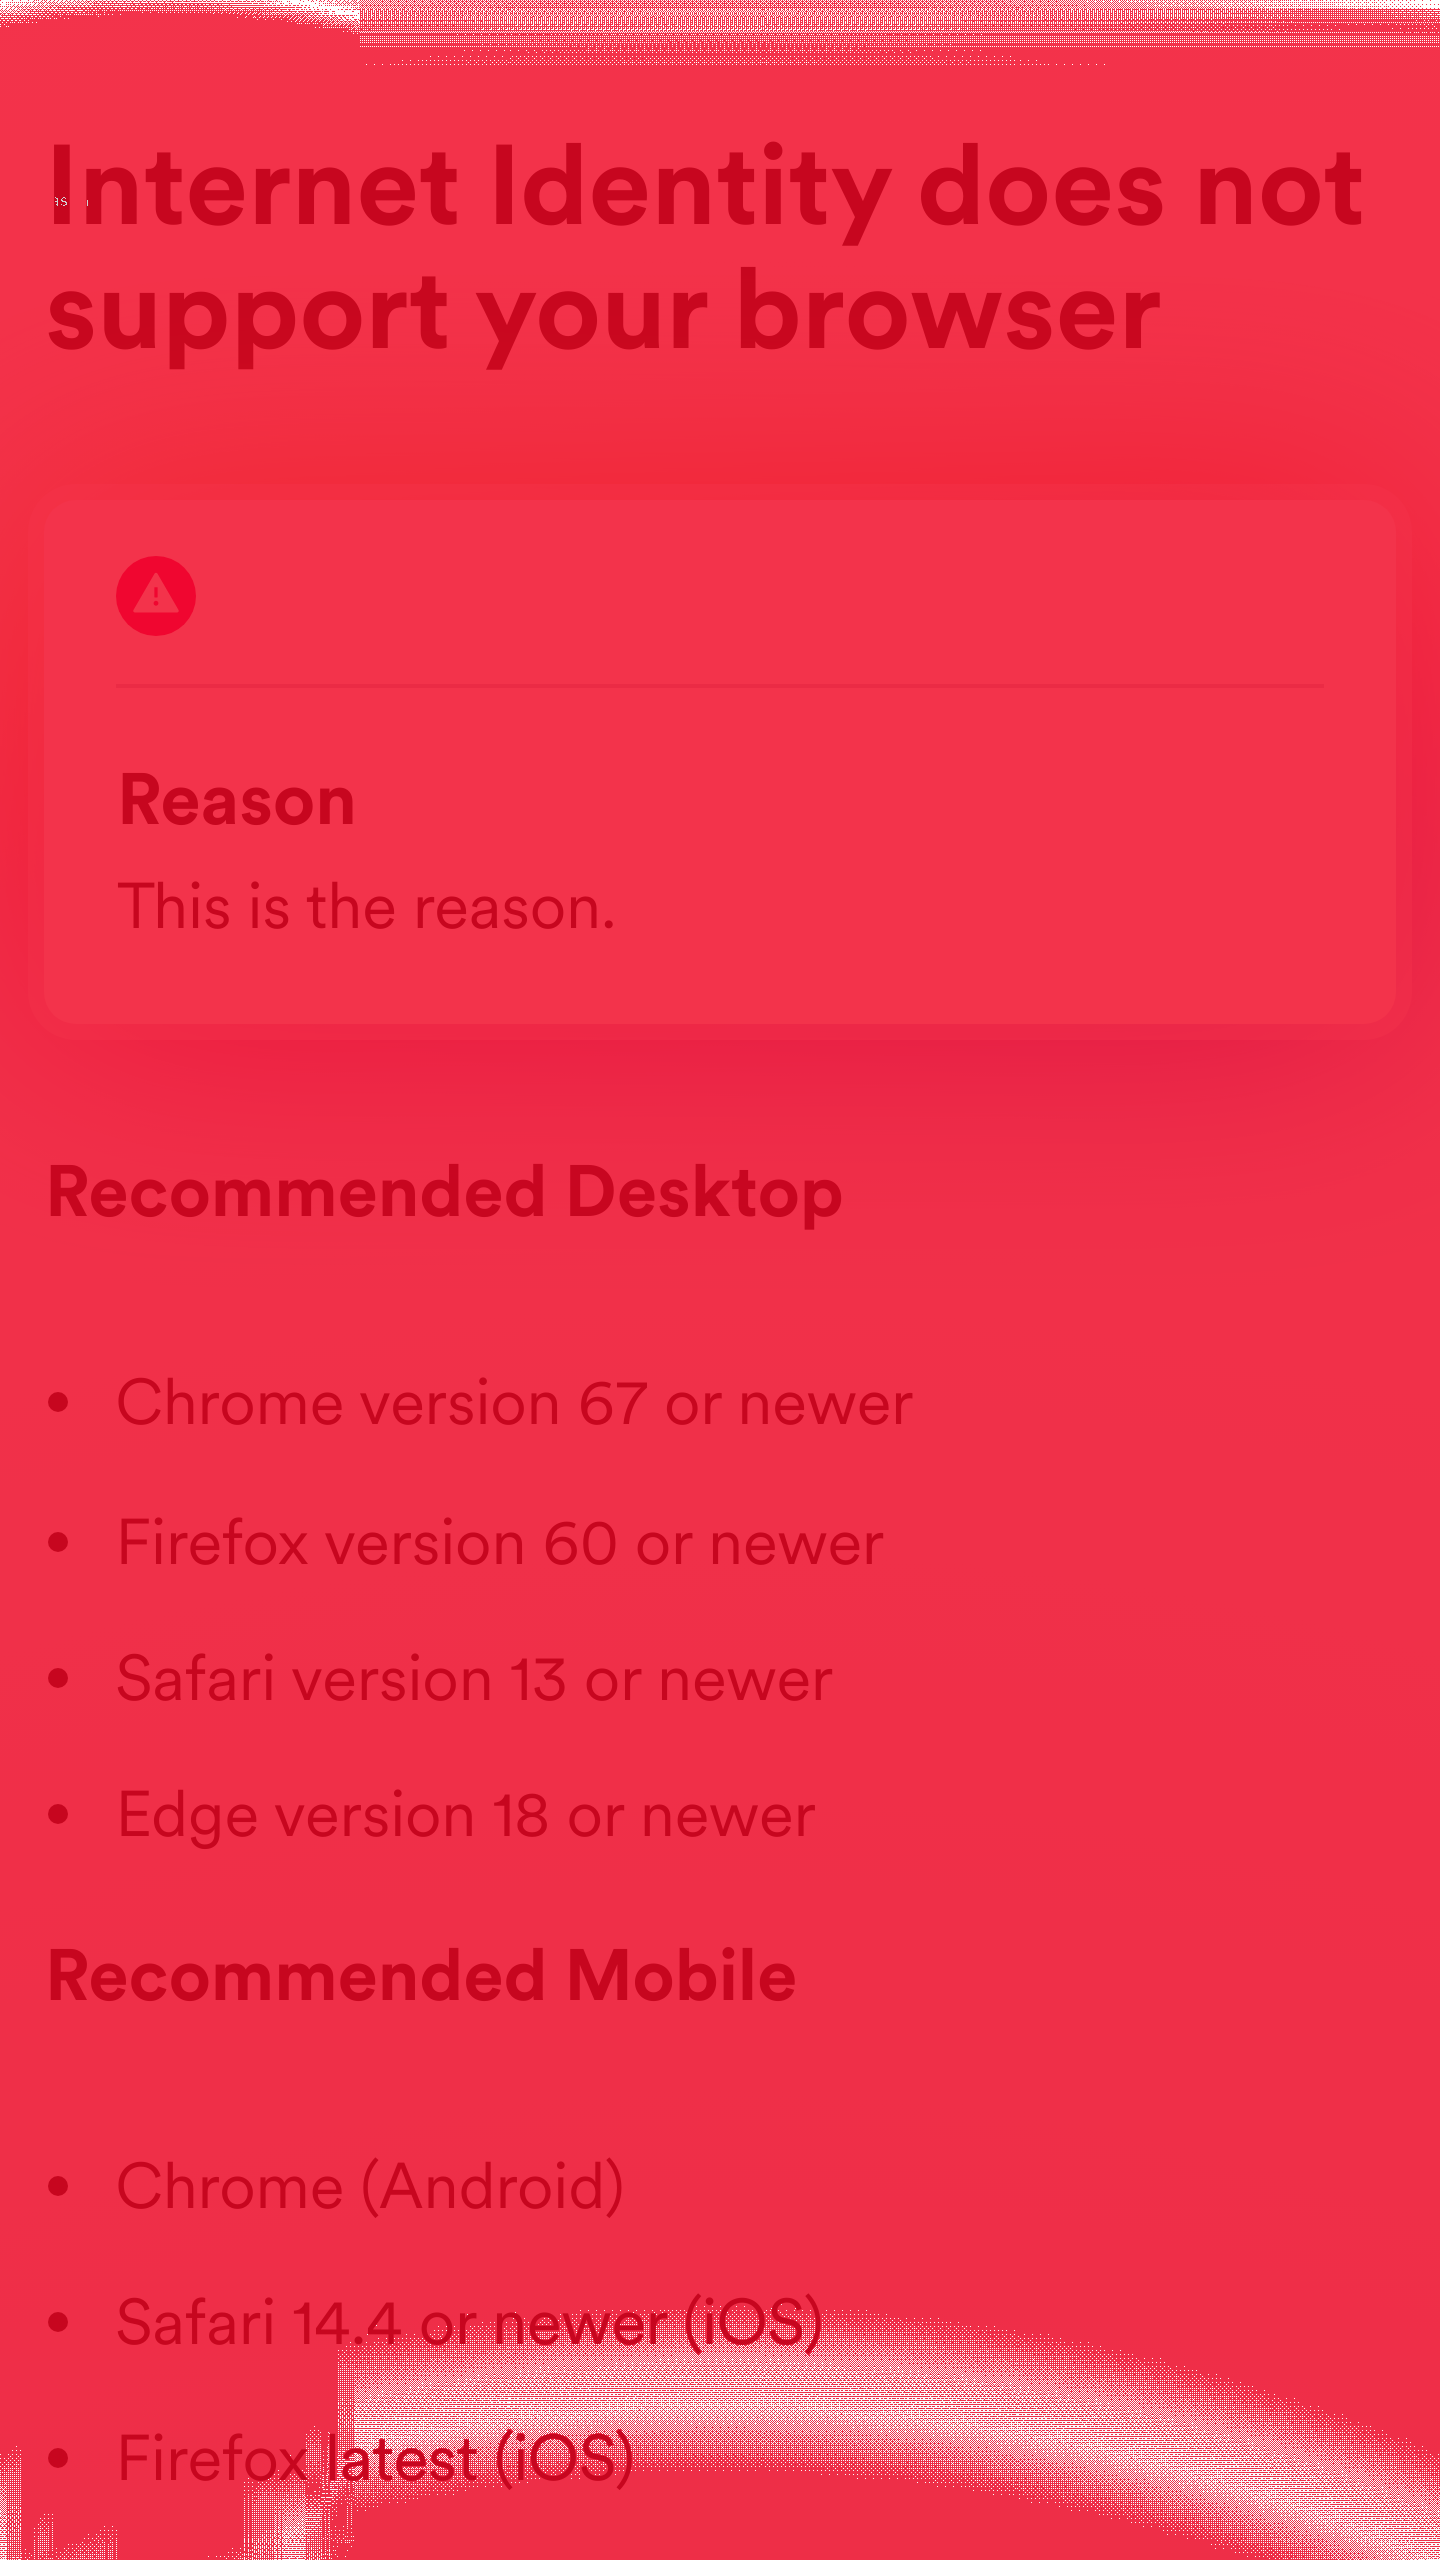 Internet Identity does not
support your browser
Reason
This is the reason.
Recommended Desktop
• Chrome version 67 or newer
• Firefox version 60 or newer
• Safari version 13 or newer
• Edge version 18 or newer
Recommended Mobile
• Chrome (Android)
• Safari 14.4 or newer (iOS)
• Firefox latest (iOS)